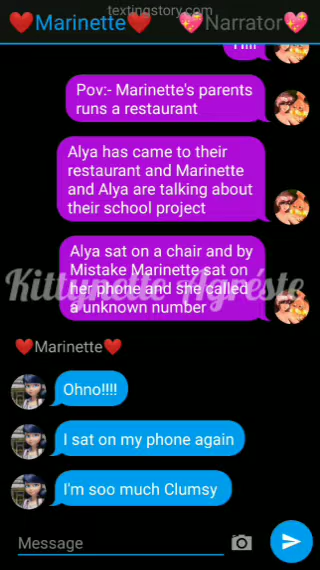 textingstory.com
❤️Marinette❤️
💖Narrator💖
Pov:- Marinette's parents
runs a restaurant
Alya has came to their
restaurant and Marinette
and Alya are talking about
their school project
Alya sat on a chair and by
Mistake Marinette sat on
her phone and she called
a unknown number
Kittynette Agréste
❤️Marinette❤️
Ohno!!!!
I sat on my phone again
I'm soo much Clumsy
Message